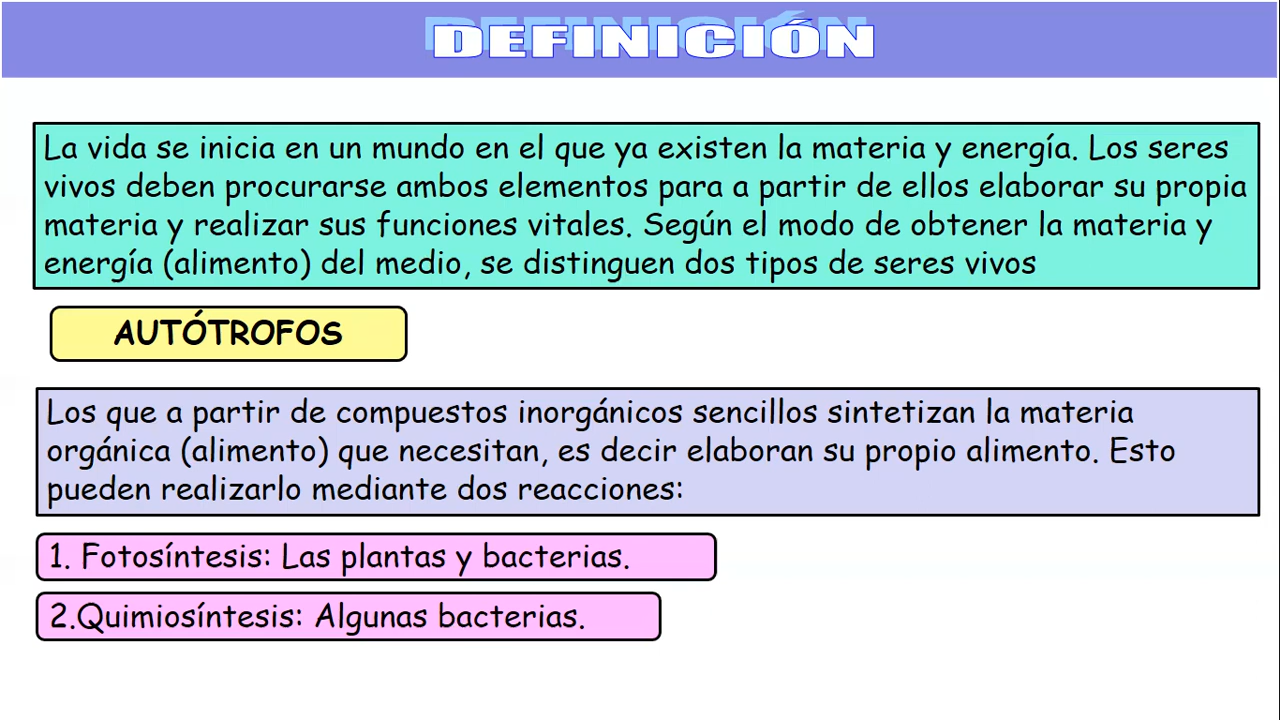 DEFINICIÓN
La vida se inicia en un mundo en el que ya existen la materia y energía. Los seres
vivos deben procurarse ambos elementos para a partir de ellos elaborar su propia
materia y realizar sus funciones vitales. Según el modo de obtener la materia y
energía (alimento) del medio, se distinguen dos tipos de seres vivos
AUTÓTROFOS
Los que a partir de compuestos inorgánicos sencillos sintetizan la materia
orgánica (alimento) que necesitan, es decir elaboran su propio alimento. Esto
pueden realizarlo mediante dos reacciones:
1. Fotosíntesis: Las plantas y bacterias.
2.Quimiosíntesis: Algunas bacterias.